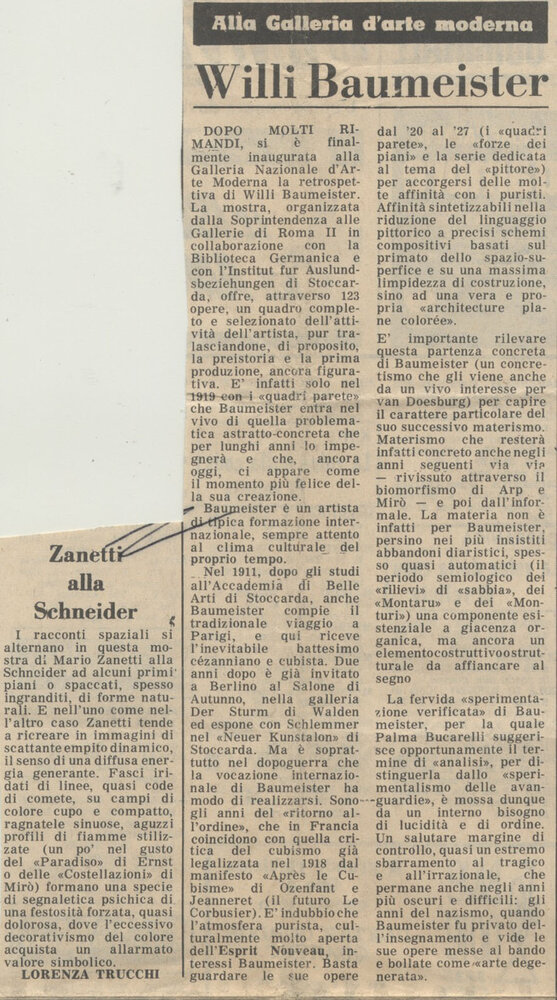 Alla Galleria d'arte moderna
Willi Baumeister
DOPO MOLTI RI-
MANDI, si è final-
mente inaugurata alla
Galleria Nazionale d'Ar-
te Moderna la retrospet-
tiva di Willi Baumeister.
La mostra, organizzata
dalla Soprintendenza alle
Gallerie di Roma II in
collaborazione con la
Biblioteca Germanica e
con l'Institut fur Auslund-
sbeziehungen di Stoccar-
da, offre, attraverso 123
opere, un quadro comple-
to e selezionato dell'atti-
vità dell'artista, pur tra-
lasciandone, di proposito,
la preistoria e la prima
produzione, ancora figura-
tiva. E' infatti solo nel
1919 con i «quadri parete»
che Baumeister entra nel
vivo di quella problema-
tica astratto-concreta che
per lunghi anni lo impe-
gnerà e che, ancora
oggi, ci appare come
il momento più felice del-
la sua creazione.
Baumeister è un artista
di tipica formazione inter-
nazionale, sempre attento
al clima culturale del
proprio tempo.
Nel 1911, dopo gli studi
all'Accademia di Belle
Arti di Stoccarda, anche
Baumeister compie il
tradizionale viaggio a
Parigi, e qui riceve
l'inevitabile battesimo
cézanniano e cubista. Due
anni dopo è già invitato
a Berlino al Salone di
Autunno, nella galleria
Der Sturm di Walden
ed espone con Schlemmer
nel «Neuer Kunstalon» di
Stoccarda. Ma è soprat-
tutto nel dopoguerra che
la vocazione internazio-
nale di Baumeister ha
modo di realizzarsi. Sono
gli anni del «ritorno al-
l'ordine», che in Francia
coincidono con quella cri-
tica del cubismo già
legalizzata nel 1918 dal
manifesto «Après le Cu-
bisme» di Ozenfant e
Jeanneret (il futuro Le
Corbusier). E' indubbio che
l'atmosfera purista, cul-
turalmente molto aperta
dell'Esprit Nouveau, in-
teressi Baumeister. Basta
guardare le sue opere
dal '20 al '27 (i «quadri
parete», le «forze dei
piani» e la serie dedicata
al tema del «pittore»)
per accorgersi delle mol-
te affinità con i puristi.
Affinità sintetizzabili nella
riduzione del linguaggio
pittorico a precisi schemi
compositivi basati sul
primato dello spazio-su-
perfice e su una massima
limpidezza di costruzione,
sino ad una vera e pro-
pria «architecture pla-
ne colorée».
E' importante rilevare
questa partenza concreta
di Baumeister (un concre-
tismo che gli viene anche
da un vivo interesse per
van Doesburg) per capire
il carattere particolare del
suo successivo materismo.
Materismo che resterà
infatti concreto anche negli
anni seguenti via via
— rivissuto attraverso il
biomorfismo di Arp e
Mirò — e poi dall'infor-
male. La materia non è
infatti per Baumeister,
persino nei più insistiti
abbandoni diaristici, spes-
so quasi automatici (il
periodo semiologico dei
«rilievi» di «sabbia», dei
«Montaru» e dei «Mon-
turi») una componente esi-
stenziale a giacenza or-
ganica, ma ancora un
elemento costruttivo o strut-
turale da affiancare al
segno
La fervida «sperimenta-
zione verificata» di Bau-
meister, per la quale
Palma Bucarelli suggeri-
sce opportunamente il ter-
mine di «analisi», per di-
stinguerla dallo «speri-
mentalismo delle avan-
guardie», è mossa dunque
da un interno bisogno
di lucidità e di ordine.
Un salutare margine di
controllo, quasi un estremo
sbarramento al tragico
e all'irrazionale, che
permane anche negli anni
più oscuri e difficili: gli
anni del nazismo, quando
Baumeister fu privato del-
l'insegnamento e vide le
sue opere messe al bando
e bollate come «arte dege-
nerata».
Zanetti
alla
Schneider
I racconti spaziali si
alternano in questa mo-
stra di Mario Zanetti alla
Schneider ad alcuni primi
piani o spaccati, spesso
ingranditi, di forme natu-
rali. E nell'uno come nel-
l'altro caso Zanetti tende
a ricreare in immagini di
scattante empito dinamico,
il senso di una diffusa ener-
gia generante. Fasci iri-
dati di linee, quasi code
di comete, su campi di
colore cupo e compatto,
ragnatele sinuose, aguzzi
profili di fiamme stiliz-
zate (un po' nel gusto
del «Paradiso» di Ernst
o delle «Costellazioni» di
Mirò) formano una specie
di segnaletica psichica di
una festosità forzata, quasi
dolorosa, dove l'eccessivo
decorativismo del colore
acquista un allarmato
valore simbolico.
LORENZA TRUCCHI